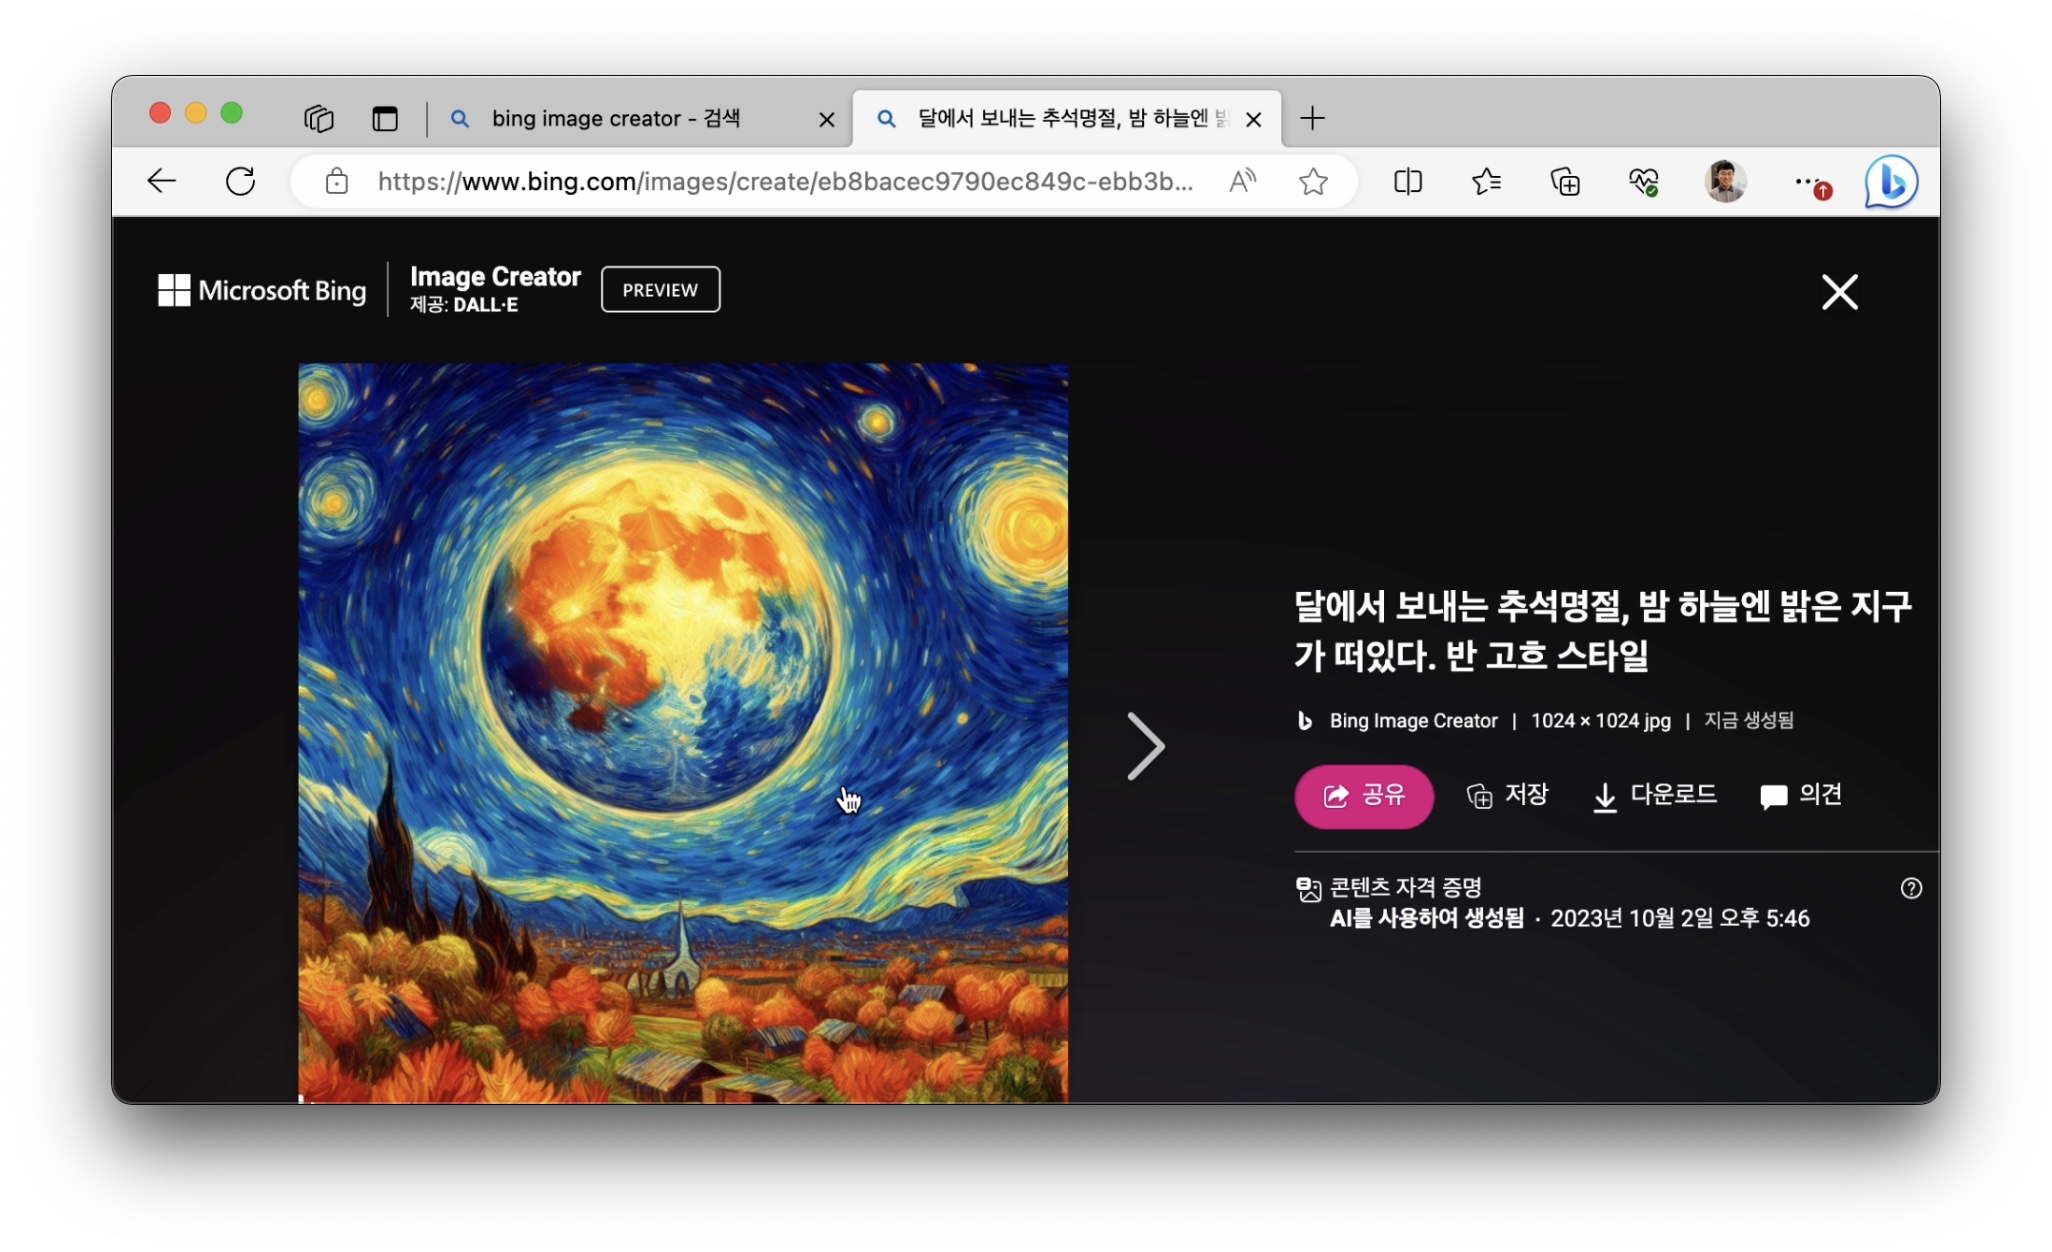 bing image creator - 검색
달에서 보내는 추석명절, 밤 하늘엔 밝
https://www.bing.com/images/create/eb8bacec9790ec849c-ebb3b...
Microsoft Bing
Image Creator
제공: DALL·E
PREVIEW
달에서 보내는 추석명절, 밤 하늘엔 밝은 지구
가 떠있다. 반 고흐 스타일
Bing Image Creator | 1024 × 1024 jpg | 지금 생성됨
공유 저장 다운로드 의견
콘텐츠 자격 증명
AI를 사용하여 생성됨 · 2023년 10월 2일 오후 5:46